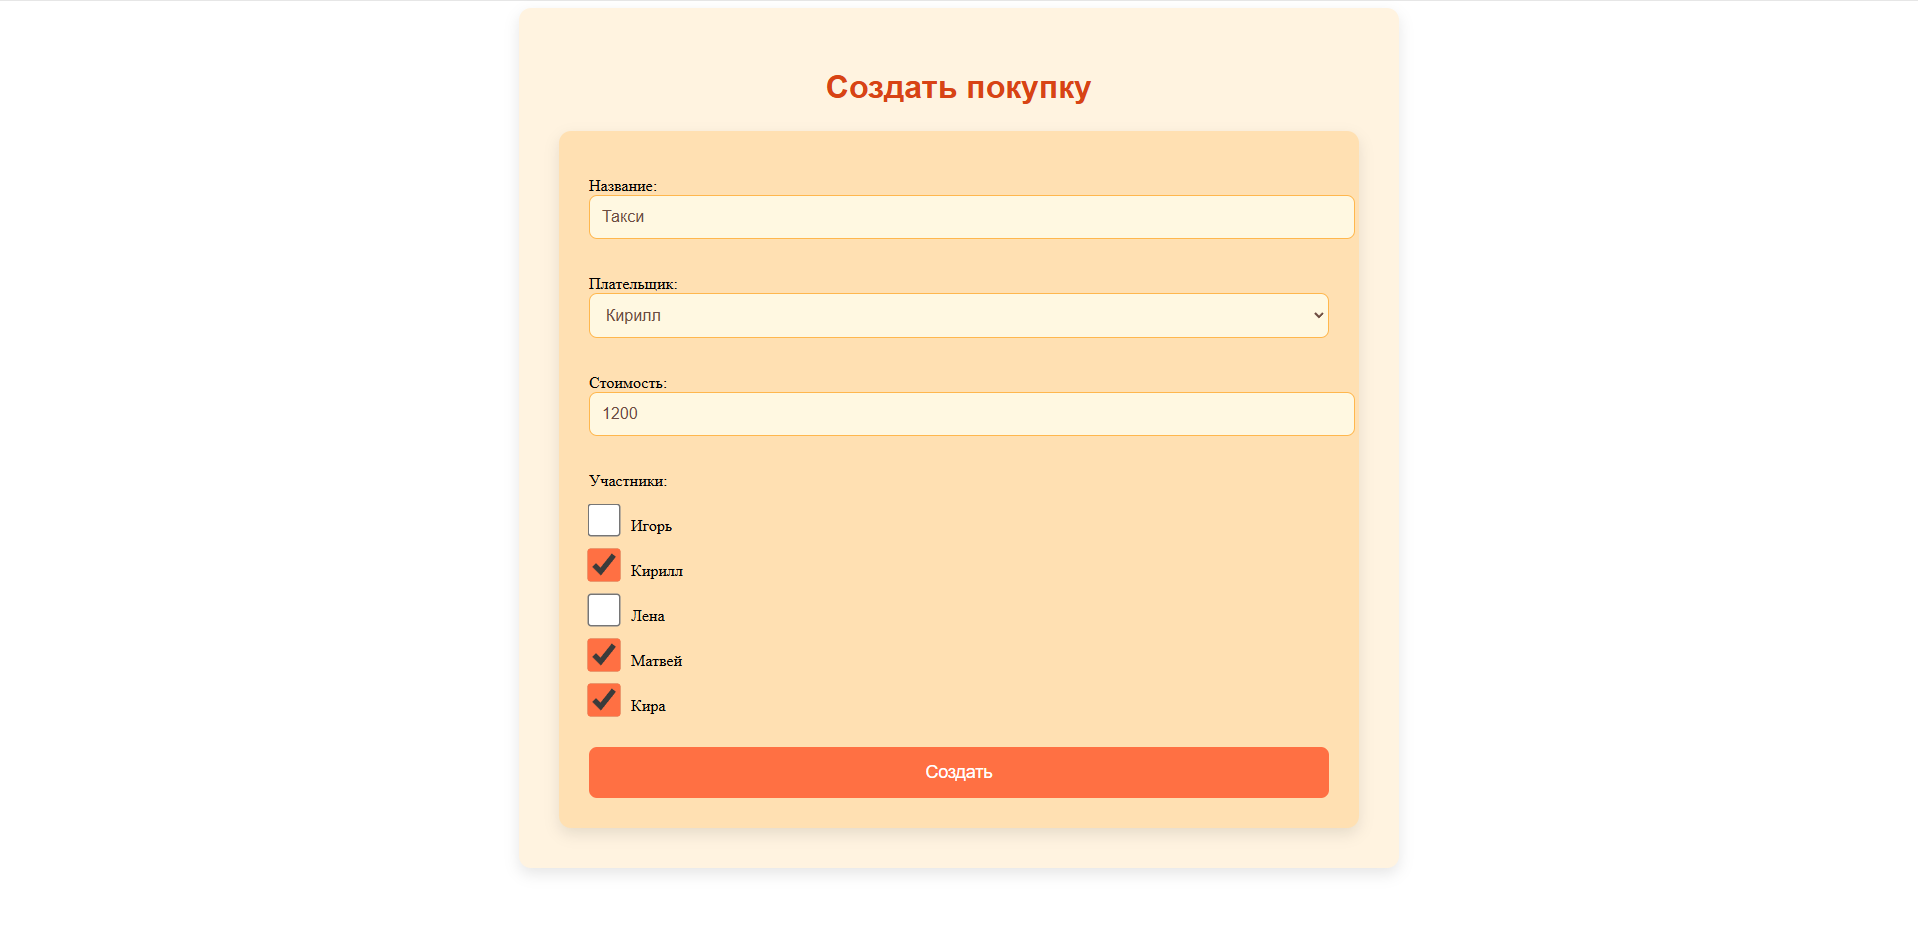 Создать покупку
Название:
Такси
Плательщик:
Кирилл
Стоимость:
1200
Участники:
Игорь
Кирилл
Лена
Матвей
Кира
Создать